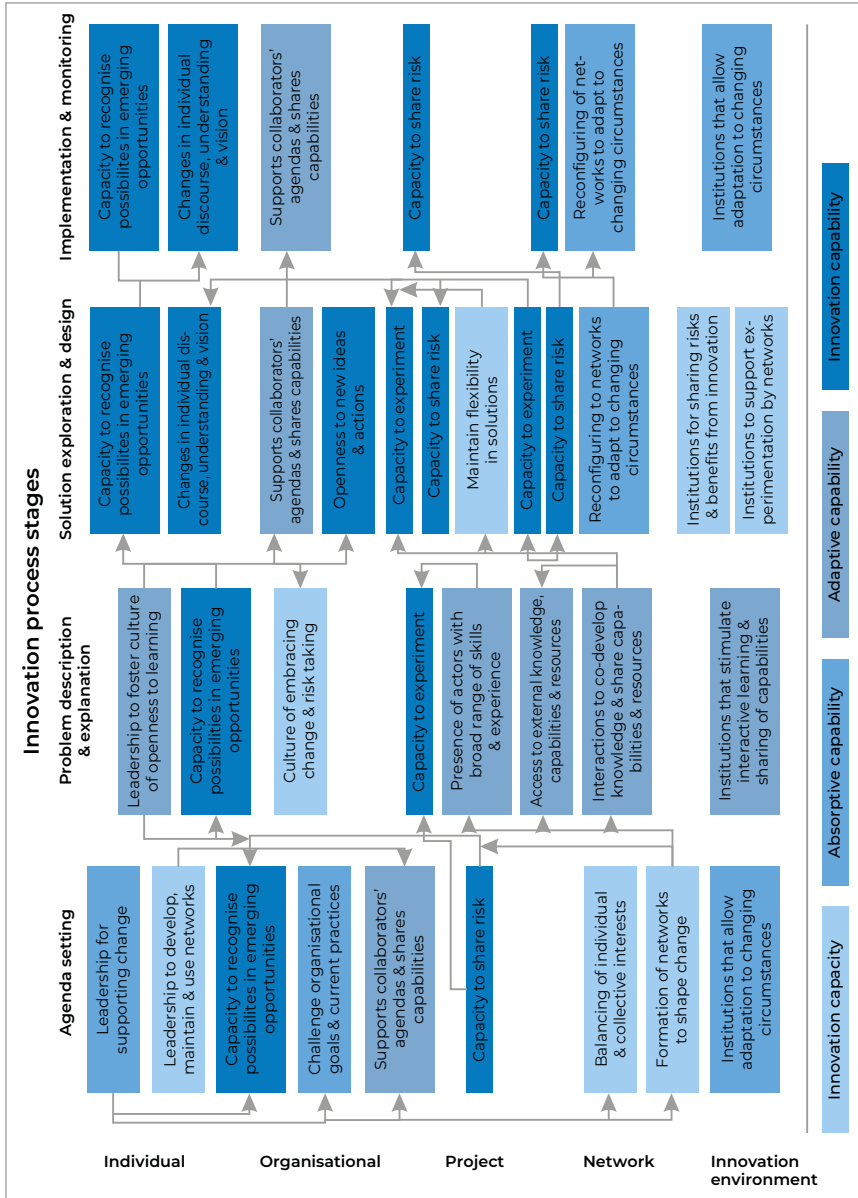 Innovation process stages
Agenda setting
Problem description
& explanation
Solution exploration & design
Implementation & monitoring
Individual
Organisational
Project
Network
Innovation
environment
Leadership for
supporting change
Leadership to develop,
maintain & use networks
Capacity to recognise
possibilites in emerging
opportunities
Challenge organisational
goals & current practices
Supports collaborators'
agendas & shares
capabilities
Capacity to share risk
Balancing of individual
& collective interests
Formation of networks
to shape change
Institutions that allow
adaptation to changing
circumstances
Leadership to foster culture
of openness to learning
Capacity to recognise
possibilities in emerging
opportunities
Culture of embracing
change & risk taking
Capacity to experiment
Presence of actors with
broad range of skills
& experience
Access to external knowledge,
capabilities & resources
Interactions to co-develop
knowledge & share capa-
bilities & resources
Institutions that stimulate
interactive learning &
sharing of capabilities
Capacity to recognise
possibilites in emerging
opportunities
Changes in individual dis-
course, understanding & vision
Supports collaborators'
agendas & shares capabilities
Openness to new ideas
& actions
Capacity to experiment
Capacity to share risk
Maintain flexibility
in solutions
Capacity to experiment
Capacity to share risk
Reconfiguring to networks
to adapt to changing
circumstances
Institutions for sharing risks
& benefits from innovation
Institutions to support ex-
perimentation by networks
Capacity to recognise
possibilites in emerging
opportunities
Changes in individual
discourse, understanding
& vision
Supports collaborators'
agendas & shares
capabilities
Capacity to share risk
Capacity to share risk
Reconfiguring of net-
works to adapt to
changing circumstances
Institutions that allow
adaptation to changing
circumstances
Innovation capacity
Absorptive capability
Adaptive capability
Innovation capability